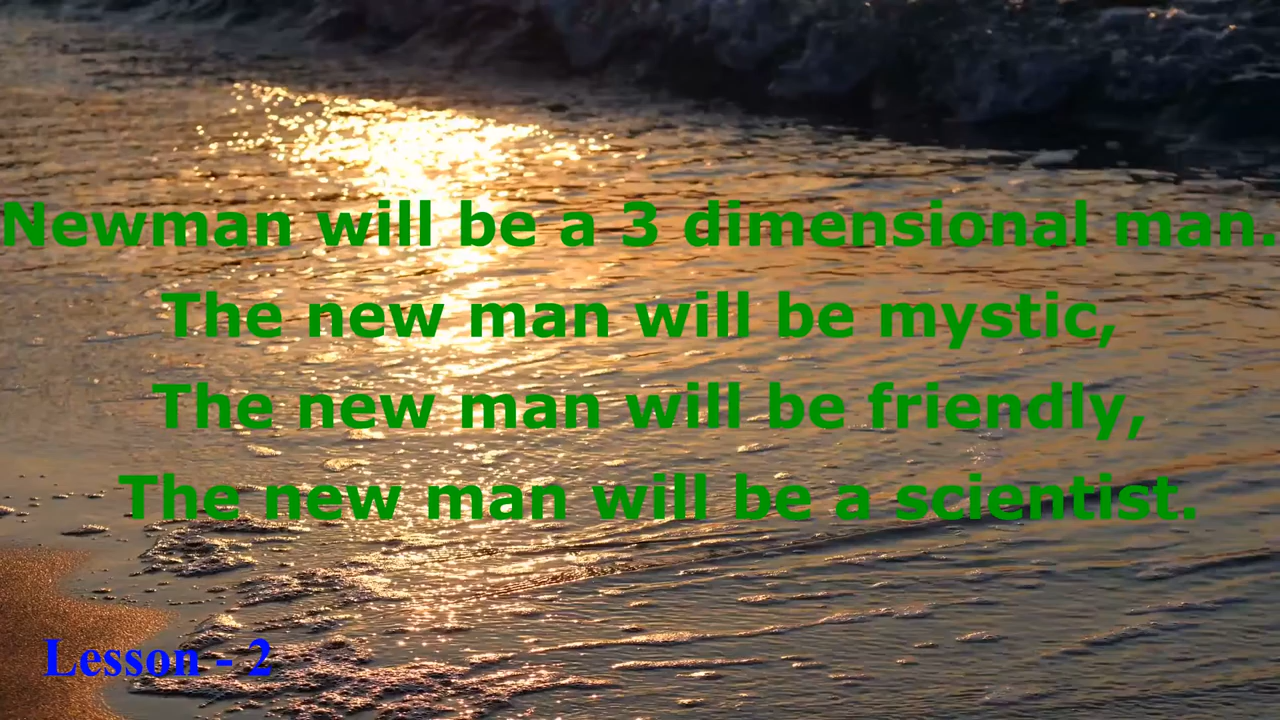 Newman will be a 3 dimensional man.
The new man will be mystic,
The new man will be friendly,
The new man will be a scientist.
Lesson - 2